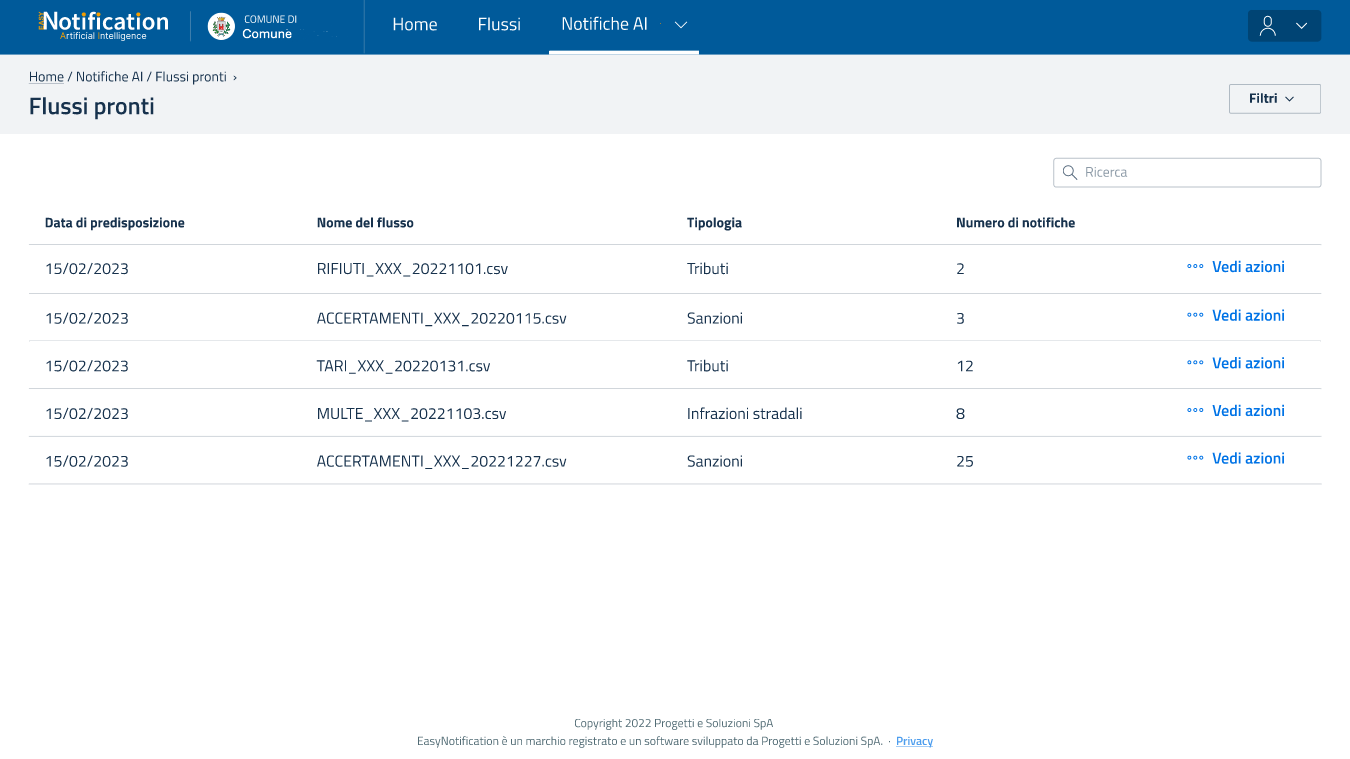 EASY Notification
Artificial Intelligence
COMUNE DI
Comune
Home
Flussi
Notifiche AI
Home / Notifiche AI / Flussi pronti ›
Flussi pronti
Filtri
Ricerca
Data di predisposizione Nome del flusso Tipologia Numero di notifiche
15/02/2023 RIFIUTI_XXX_20221101.csv Tributi 2 Vedi azioni
15/02/2023 ACCERTAMENTI_XXX_20220115.csv Sanzioni 3 Vedi azioni
15/02/2023 TARI_XXX_20220131.csv Tributi 12 Vedi azioni
15/02/2023 MULTE_XXX_20221103.csv Infrazioni stradali 8 Vedi azioni
15/02/2023 ACCERTAMENTI_XXX_20221227.csv Sanzioni 25 Vedi azioni
Copyright 2022 Progetti e Soluzioni SpA
EasyNotification è un marchio registrato e un software sviluppato da Progetti e Soluzioni SpA. · Privacy